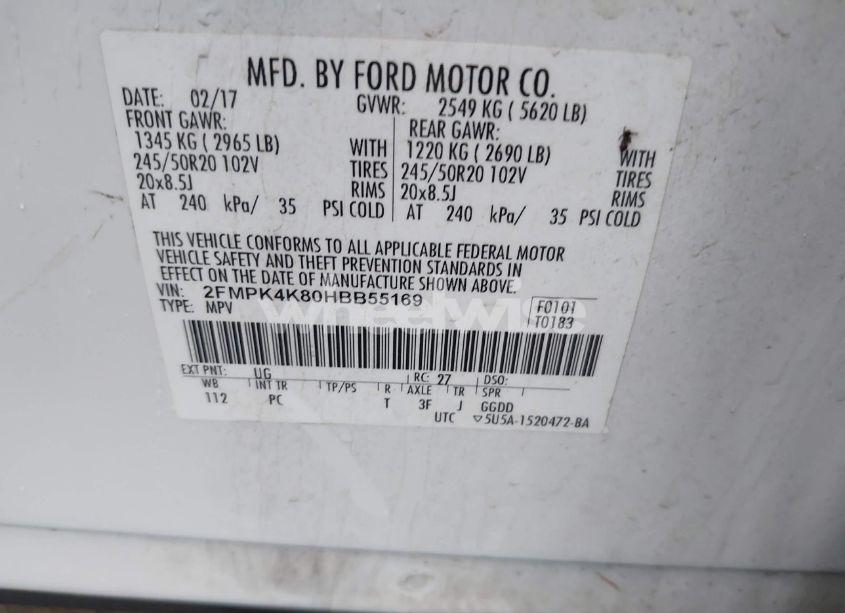 MFD. BY FORD MOTOR CO.
DATE: 02/17 GVWR: 2549 KG ( 5620 LB)
FRONT GAWR: REAR GAWR:
1345 KG ( 2965 LB) WITH 1220 KG ( 2690 LB) WITH
245/50R20 102V TIRES 245/50R20 102V TIRES
20x8.5J RIMS 20x8.5J RIMS
AT 240 kPa/ 35 PSI COLD AT 240 kPa/ 35 PSI COLD
THIS VEHICLE CONFORMS TO ALL APPLICABLE FEDERAL MOTOR
VEHICLE SAFETY AND THEFT PREVENTION STANDARDS IN
EFFECT ON THE DATE OF MANUFACTURE SHOWN ABOVE.
VIN: 2FMPK4K80HBB55169 F0101
TYPE: MPV T0183
wheelwise
EXT PNT: UG RC: 27 DSO:
WB INT TR TP/PS R AXLE TR SPR
112 PC T 3F J GGDD
UTC ▽5U5A-1520472-BA